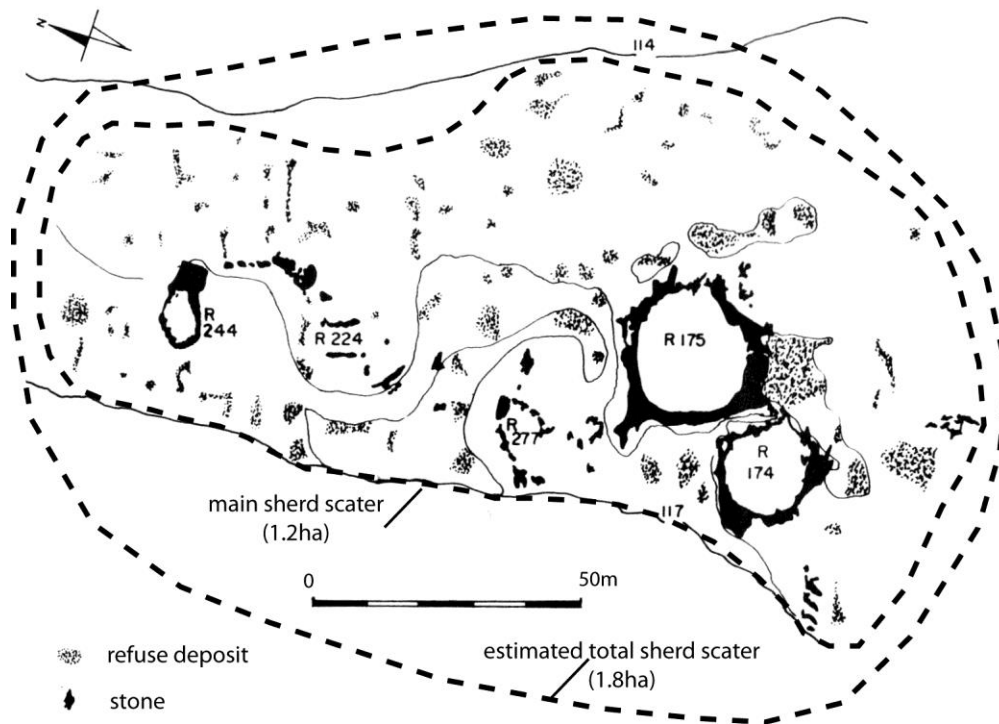 N
114
R
244
R 224
R 175
R
277
R
174
117
main sherd scater
(1.2ha)
0 50m
estimated total sherd scater
(1.8ha)
refuse deposit
stone